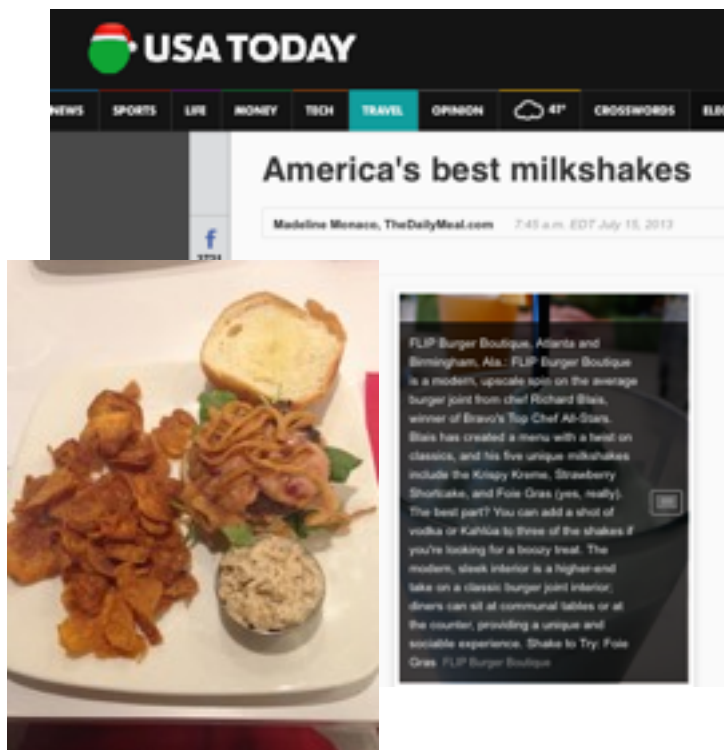 USA TODAY
NEWS SPORTS LIFE MONEY TECH TRAVEL OPINION 41° CROSSWORDS
America's best milkshakes
Madeline Monaco, TheDailyMeal.com 7:45 a.m. EDT July 15, 2013
f
FLIP Burger Boutique, Atlanta and
Birmingham, Ala.: FLIP Burger Boutique
is a modern, upscale spin on the average
burger joint from chef Richard Blais,
winner of Bravo's Top Chef All-Stars.
Blais has created a menu with a twist on
classics, and his five unique milkshakes
include the Krispy Kreme, Strawberry
Shortcake, and Foie Gras (yes, really).
The best part? You can add a shot of
vodka or Kahlúa to three of the shakes if
you're looking for a boozy treat. The
modern, sleek interior is a higher-end
take on a classic burger joint interior;
diners can sit at communal tables or at
the counter, providing a unique and
sociable experience. Shake to Try: Foie
Gras FLIP Burger Boutique